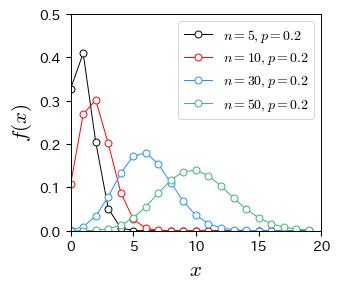 0.5
0.4
0.3
0.2
0.1
0.0
f(x)
n = 5, p = 0.2
n = 10, p = 0.2
n = 30, p = 0.2
n = 50, p = 0.2
0 5 10 15 20
x